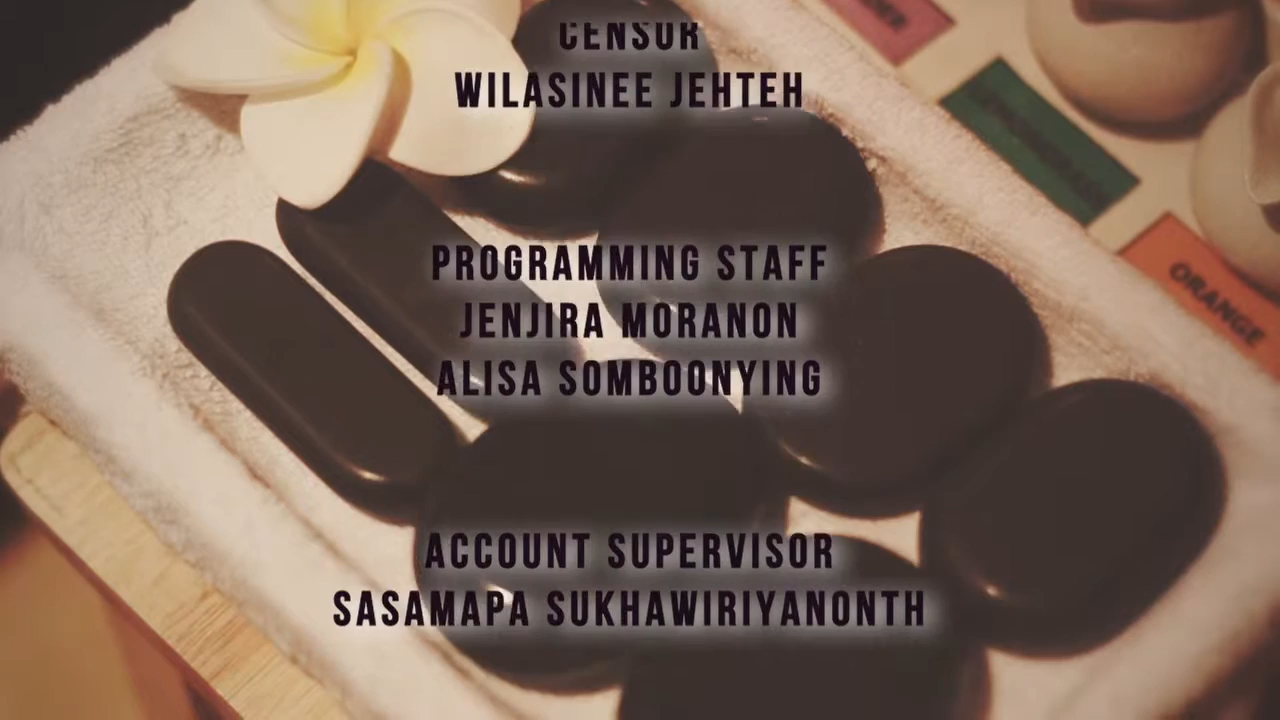 CENSOR
WILASINEE JEHTEH
PROGRAMMING STAFF
JENJIRA MORANON
ALISA SOMBOONYING
ACCOUNT SUPERVISOR
SASAMAPA SUKHAWIRIYANONTH
ORANGE